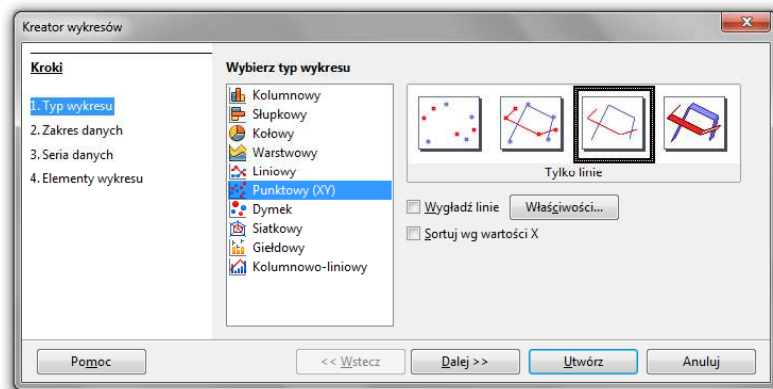 Kreator wykresów
Kroki
1. Typ wykresu
2. Zakres danych
3. Seria danych
4. Elementy wykresu
Wybierz typ wykresu
Kolumnowy
Słupkowy
Kołowy
Warstwowy
Liniowy
Punktowy (XY)
Dymek
Siatkowy
Giełdowy
Kolumnowo-liniowy
Tylko linie
Wygładź linie
Właściwości...
Sortuj wg wartości X
Pomoc
<< Wstecz
Dalej >>
Utwórz
Anuluj